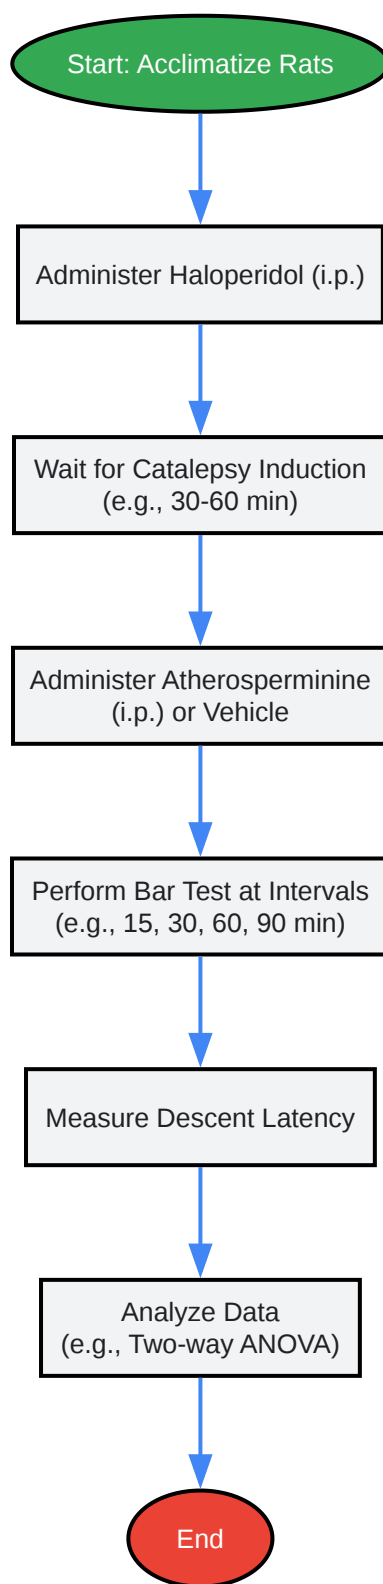 Start: Acclimatize Rats
Administer Haloperidol (i.p.)
Wait for Catalepsy Induction
(e.g., 30-60 min)
Administer Atherosperminine
(i.p.) or Vehicle
Perform Bar Test at Intervals
(e.g., 15, 30, 60, 90 min)
Measure Descent Latency
Analyze Data
(e.g., Two-way ANOVA)
End